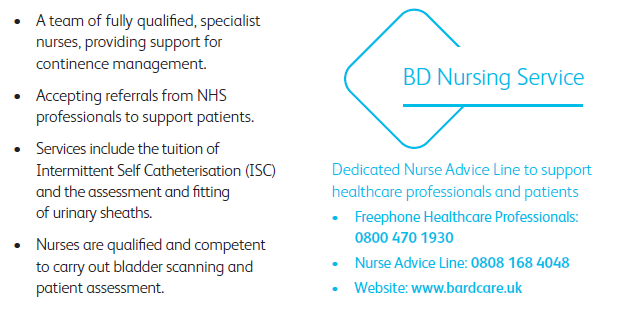 • A team of fully qualified, specialist
nurses, providing support for
continence management.
• Accepting referrals from NHS
professionals to support patients.
• Services include the tuition of
Intermittent Self Catheterisation (ISC)
and the assessment and fitting
of urinary sheaths.
• Nurses are qualified and competent
to carry out bladder scanning and
patient assessment.
BD Nursing Service
Dedicated Nurse Advice Line to support
healthcare professionals and patients
• Freephone Healthcare Professionals:
0800 470 1930
• Nurse Advice Line: 0808 168 4048
• Website: www.bardcare.uk